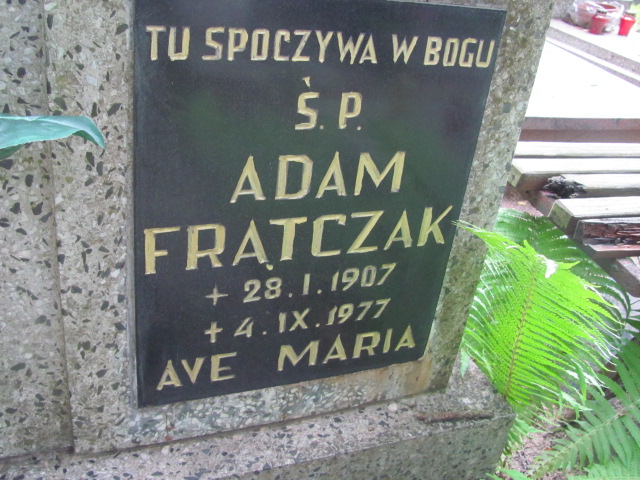 TU SPOCZYWA W BOGU
Ś. P.
ADAM
FRĄTCZAK
+ 28. I. 1907
+ 4. IX. 1977
AVE MARIA